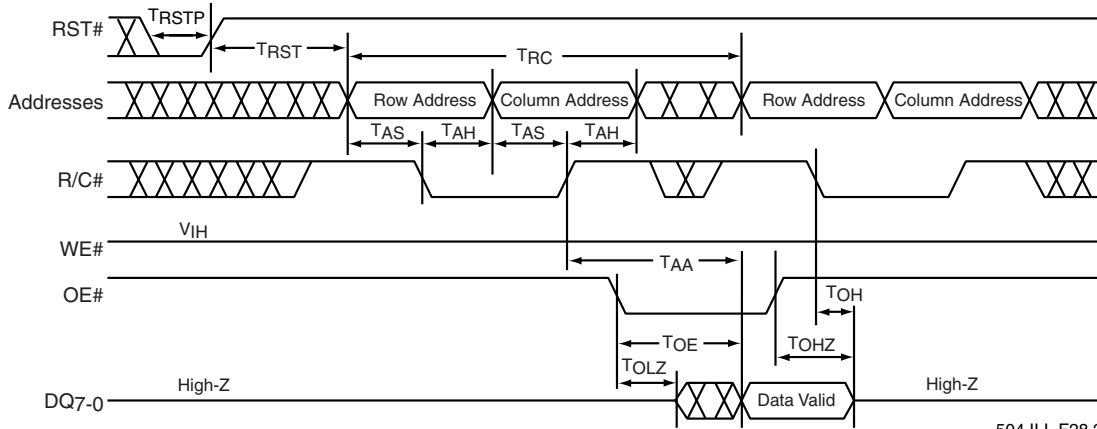 RST#
TRSTP
TRST
TRC
Addresses
Row Address
Column Address
Row Address
Column Address
TAS
TAH
TAS
TAH
R/C#
VIH
WE#
TAA
OE#
TOH
TOE
TOHZ
TOLZ
High-Z
DQ7-0
Data Valid
High-Z